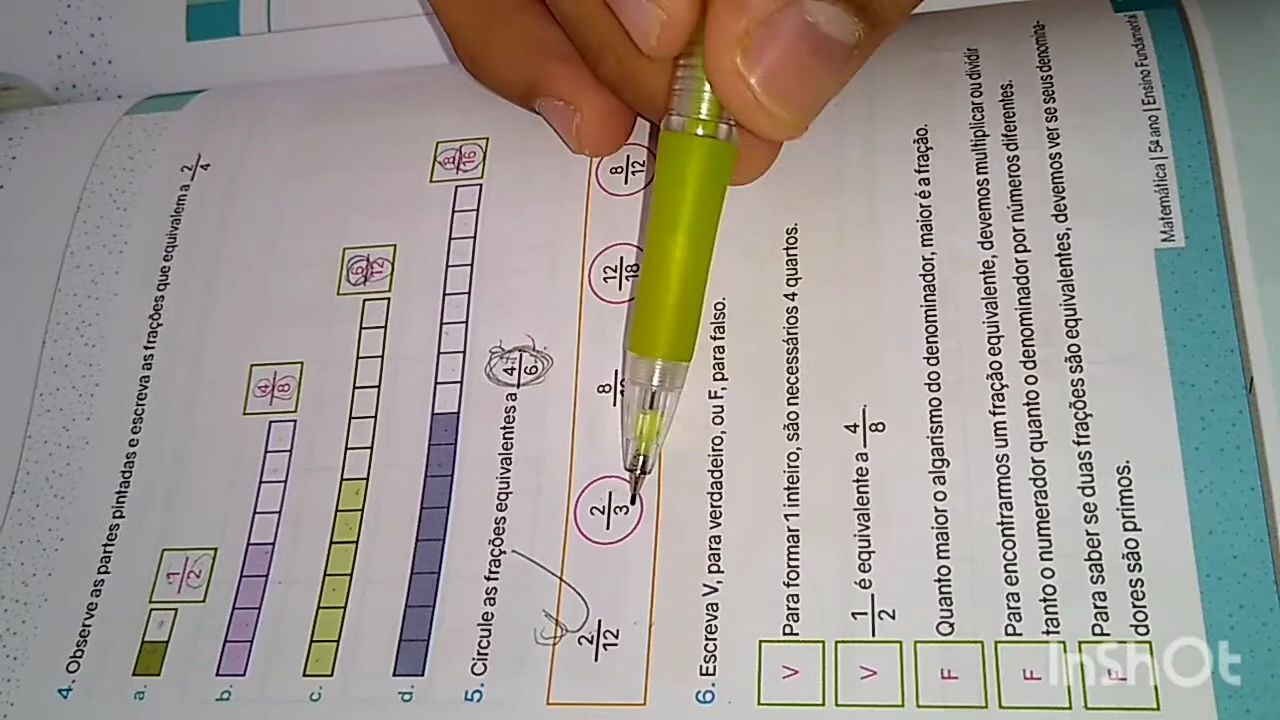 4. Observe as partes pintadas e escreva as frações que equivalem a 2/4
a. 1/2
b. 4/8
c. 6/12
d. 8/16
5. Circule as frações equivalentes a 4/6.
2/12 2/3 8 12/18 8/12
6. Escreva V, para verdadeiro, ou F, para falso.
V Para formar 1 inteiro, são necessários 4 quartos.
V 1/2 é equivalente a 4/8.
F Quanto maior o algarismo do denominador, maior é a fração.
F Para encontrarmos um fração equivalente, devemos multiplicar ou dividir
tanto o numerador quanto o denominador por números diferentes.
F Para saber se duas frações são equivalentes, devemos ver se seus denomina-
dores são primos.
Matemática | 5º ano | Ensino Fundamental
InShOt